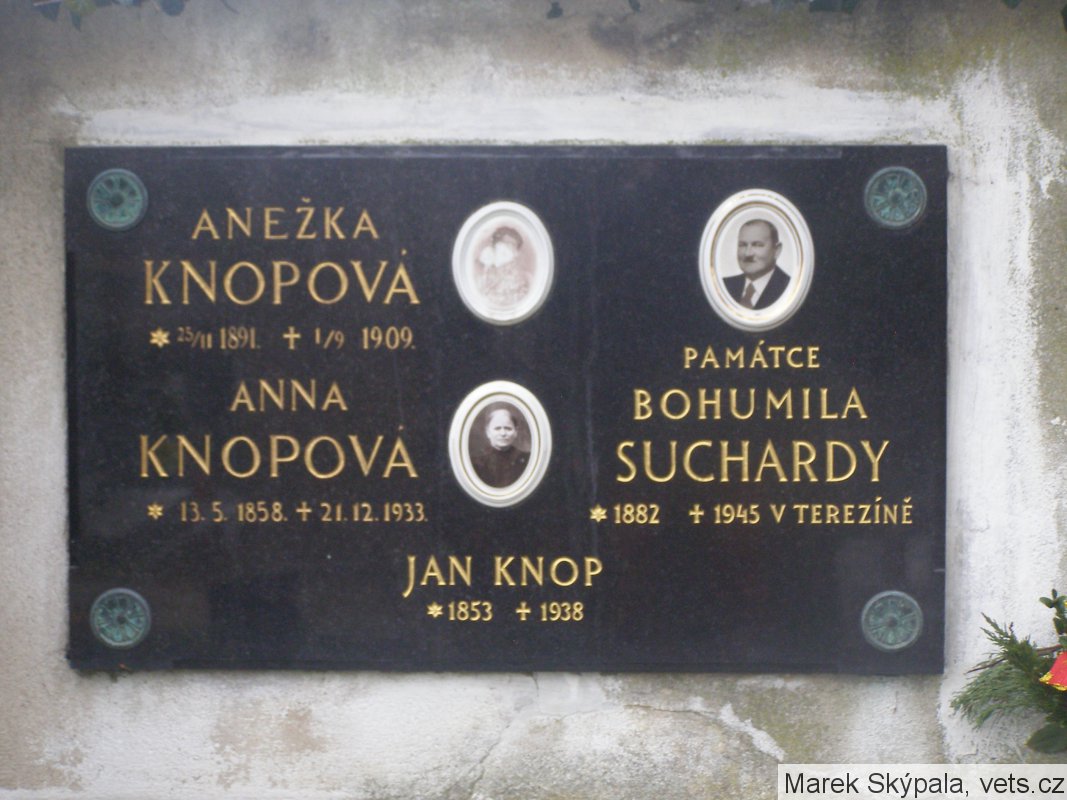 ANEŽKA
KNOPOVÁ
* 25/11 1891. + 1/9 1909.
ANNA
KNOPOVÁ
* 13. 5. 1858. + 21. 12. 1933.
PAMÁTCE
BOHUMILA
SUCHARDY
* 1882 + 1945 V TEREZÍNĚ
JAN KNOP
* 1853 + 1938
Marek Skýpala, vets.cz